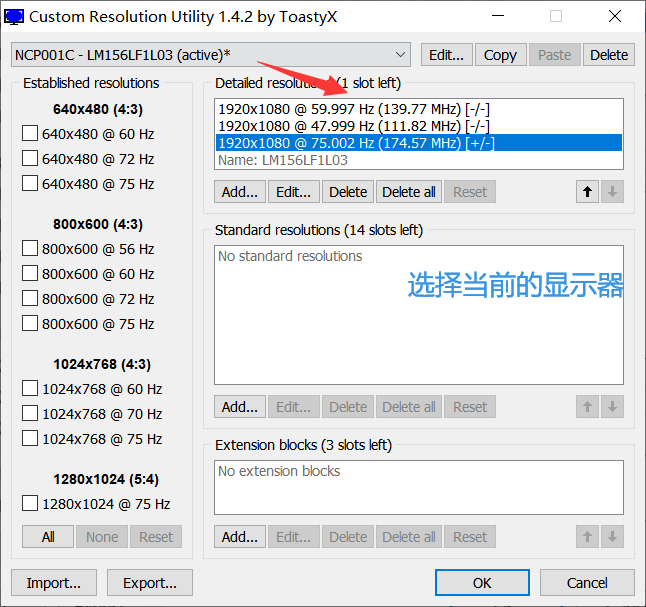 Custom Resolution Utility 1.4.2 by ToastyX
NCP001C - LM156LF1L03 (active)*
Edit...
Copy
Paste
Delete
Established resolutions
640x480 (4:3)
640x480 @ 60 Hz
640x480 @ 72 Hz
640x480 @ 75 Hz
800x600 (4:3)
800x600 @ 56 Hz
800x600 @ 60 Hz
800x600 @ 72 Hz
800x600 @ 75 Hz
1024x768 (4:3)
1024x768 @ 60 Hz
1024x768 @ 70 Hz
1024x768 @ 75 Hz
1280x1024 (5:4)
1280x1024 @ 75 Hz
All
None
Reset
Detailed resolu (1 slot left)
1920x1080 @ 59.997 Hz (139.77 MHz) [-/-]
1920x1080 @ 47.999 Hz (111.82 MHz) [-/-]
1920x1080 @ 75.002 Hz (174.57 MHz) [+/-]
Name: LM156LF1L03
Add...
Edit...
Delete
Delete all
Reset
Standard resolutions (14 slots left)
No standard resolutions
选择当前的显示器
Add...
Edit...
Delete
Delete all
Reset
Extension blocks (3 slots left)
No extension blocks
Add...
Edit...
Delete
Delete all
Reset
Import...
Export...
OK
Cancel